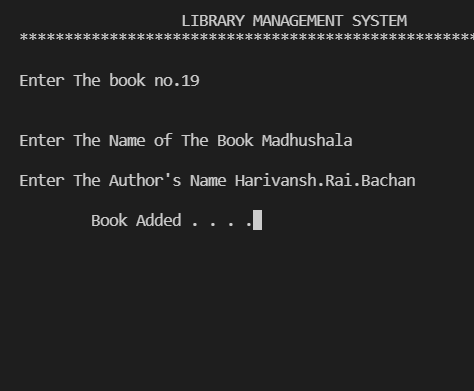 LIBRARY MANAGEMENT SYSTEM
***************************************************
Enter The book no.19
Enter The Name of The Book Madhushala
Enter The Author's Name Harivansh.Rai.Bachan
Book Added . . . .